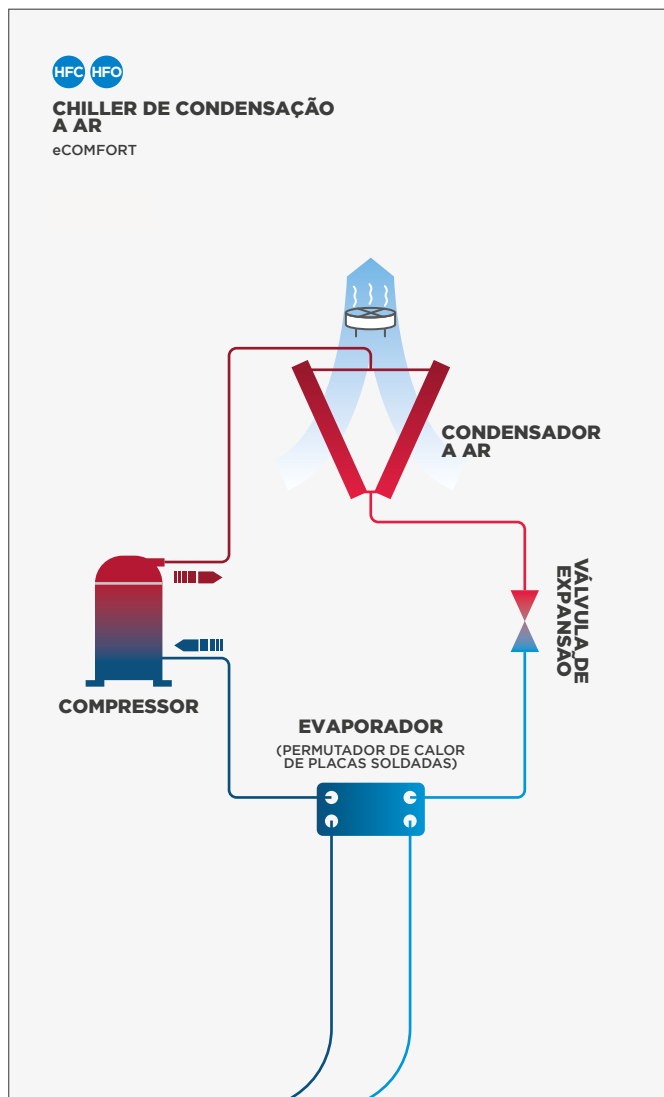 HFC HFO
CHILLER DE CONDENSAÇÃO
A AR
eCOMFORT
CONDENSADOR
A AR
VÁLVULA DE
EXPANSÃO
COMPRESSOR
EVAPORADOR
(PERMUTADOR DE CALOR
DE PLACAS SOLDADAS)